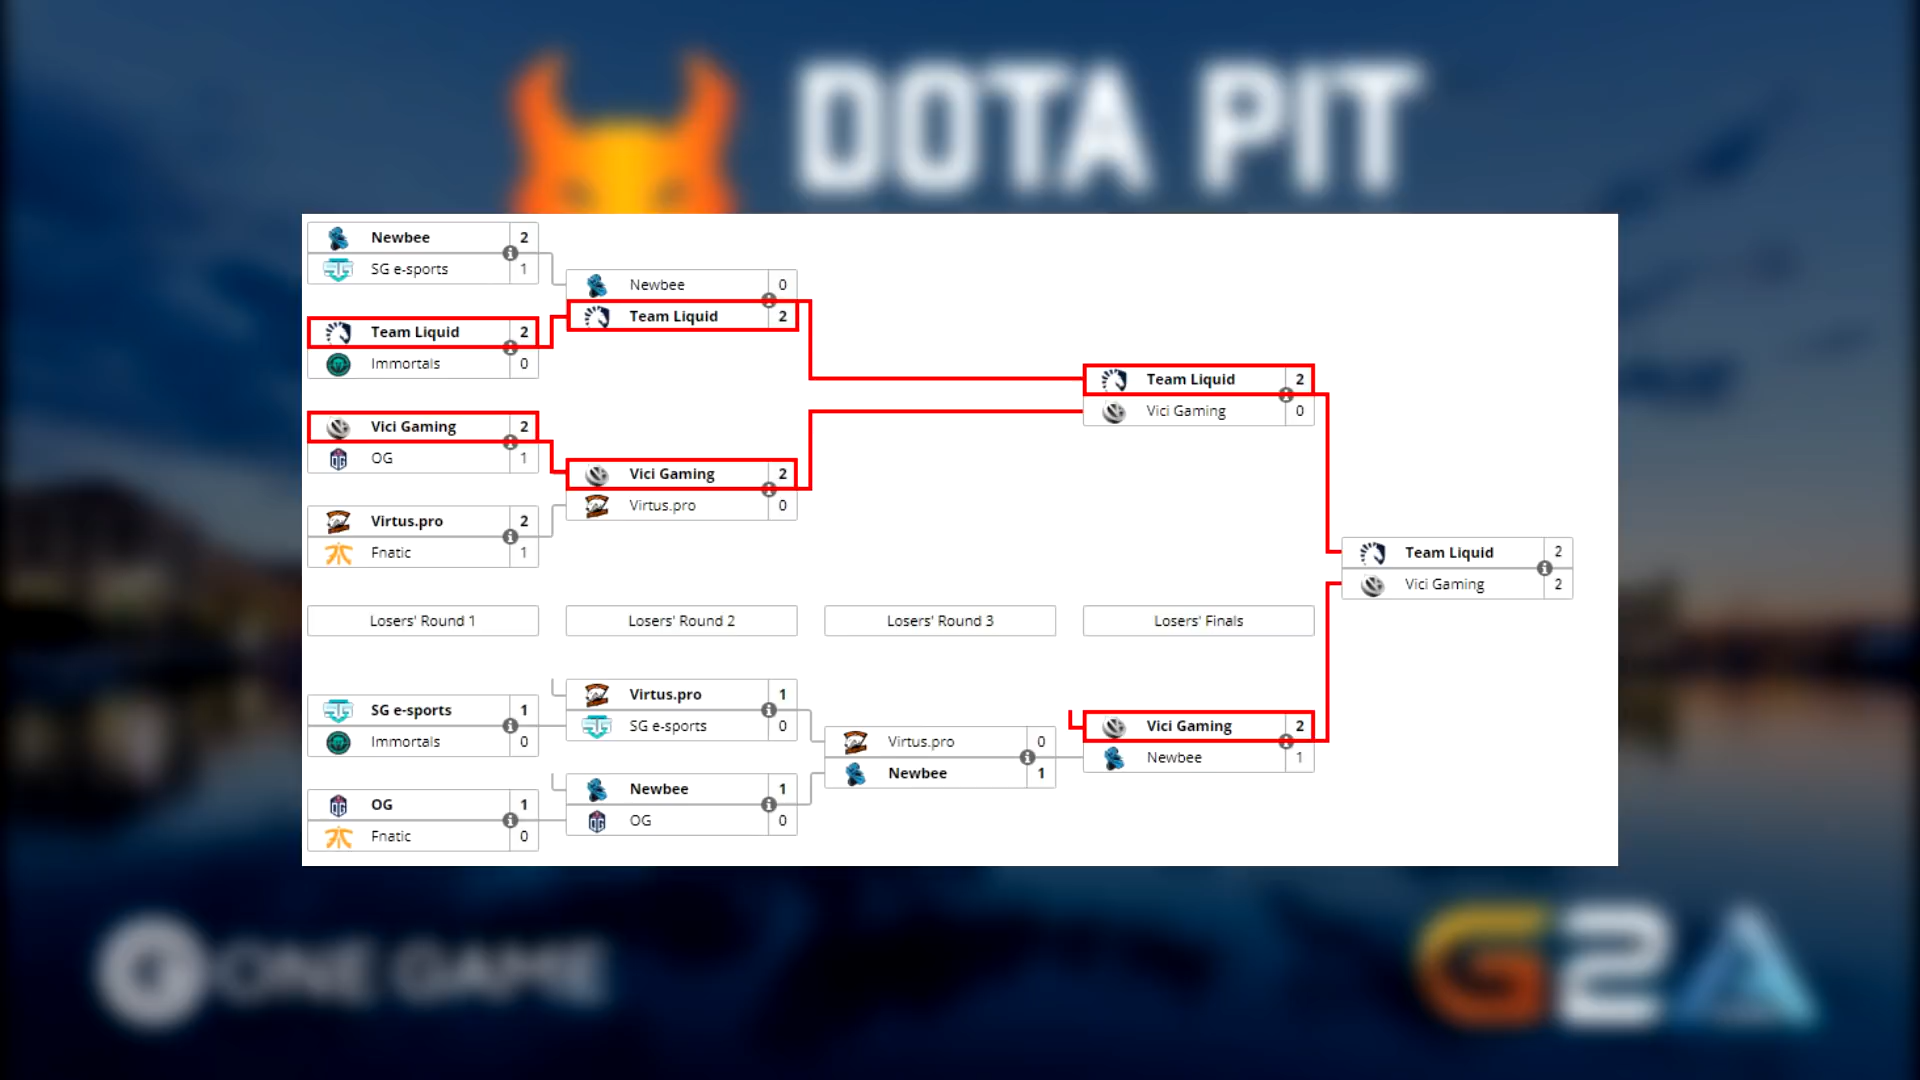 DOTA PIT
Newbee 2
SG e-sports 1
Team Liquid 2
Immortals 0
Vici Gaming 2
OG 1
Virtus.pro 2
Fnatic 1
Newbee 0
Team Liquid 2
Vici Gaming 2
Virtus.pro 0
Team Liquid 2
Vici Gaming 0
Team Liquid 2
Vici Gaming 2
Losers' Round 1
Losers' Round 2
Losers' Round 3
Losers' Finals
SG e-sports 1
Immortals 0
OG 1
Fnatic 0
Virtus.pro 1
SG e-sports 0
Newbee 1
OG 0
Virtus.pro 0
Newbee 1
Vici Gaming 2
Newbee 1
ONE GAME
G2A